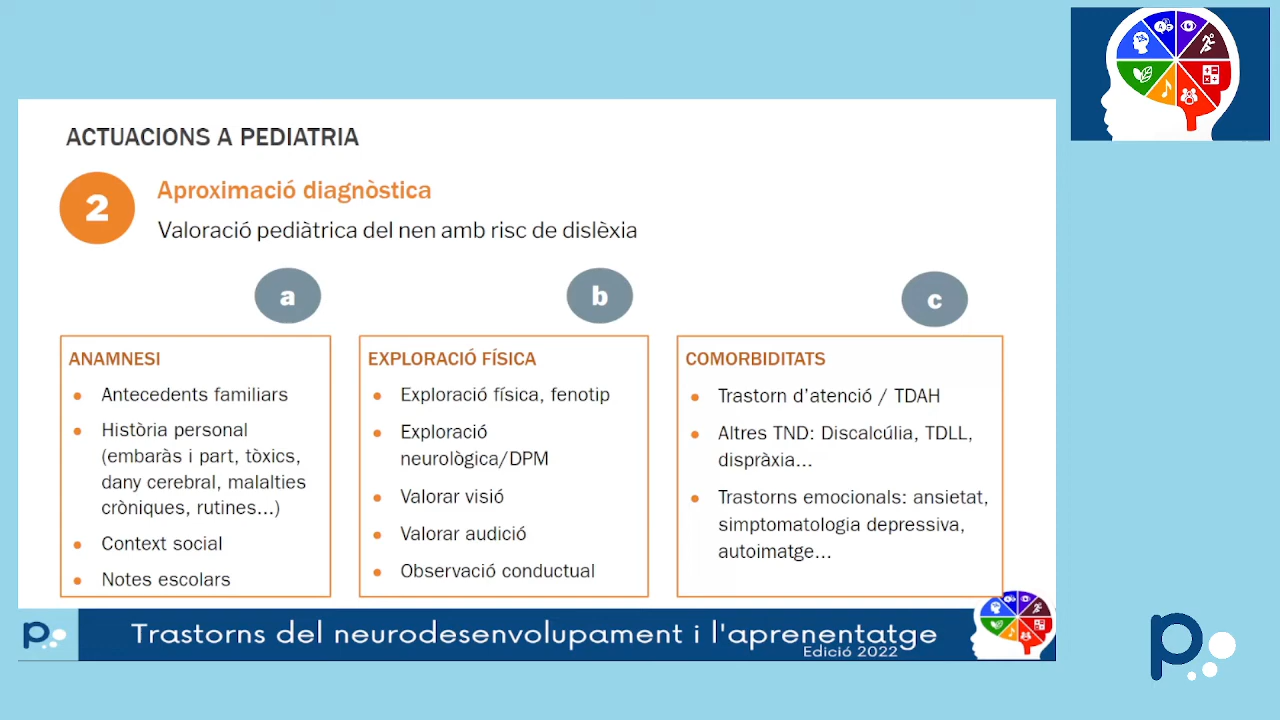 ACTUACIONS A PEDIATRIA
2
Aproximació diagnòstica
Valoració pediàtrica del nen amb risc de dislèxia
a
ANAMNESI
Antecedents familiars
Història personal
(embaràs i part, tòxics,
dany cerebral, malalties
cròniques, rutines...)
Context social
Notes escolars
b
EXPLORACIÓ FÍSICA
Exploració física, fenotip
Exploració
neurològica/DPM
Valorar visió
Valorar audició
Observació conductual
c
COMORBIDITATS
Trastorn d'atenció / TDAH
Altres TND: Discalcúlia, TDLL,
dispràxia...
Trastorns emocionals: ansietat,
simptomatologia depressiva,
autoimatge...
p
Trastorns del neurodesenvolupament i l'aprenentatge
Edició 2022
p